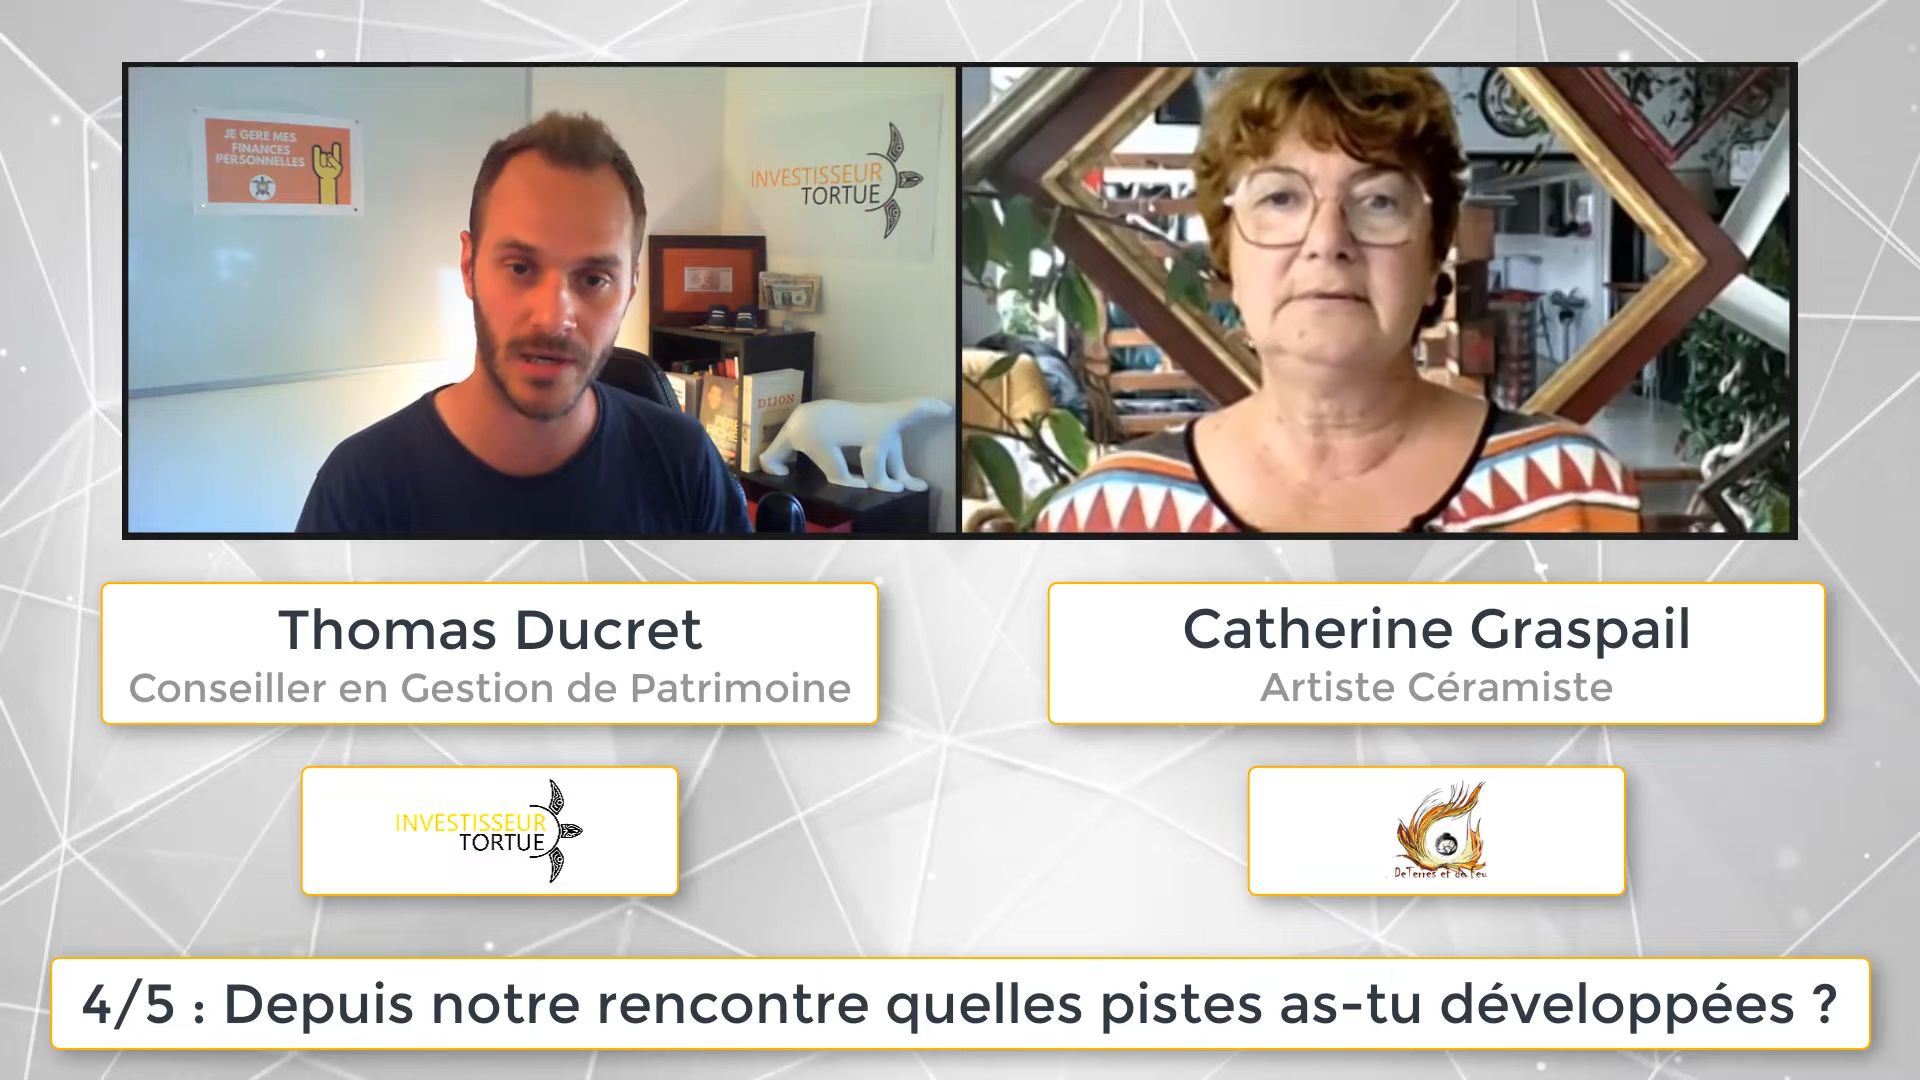 JE GERE MES
FINANCES
PERSONNELLES
INVESTISSEUR
TORTUE
DIJON
Thomas Ducret
Conseiller en Gestion de Patrimoine
Catherine Graspail
Artiste Céramiste
INVESTISSEUR
TORTUE
DeTerres et de Feu
4/5 : Depuis notre rencontre quelles pistes as-tu développées ?